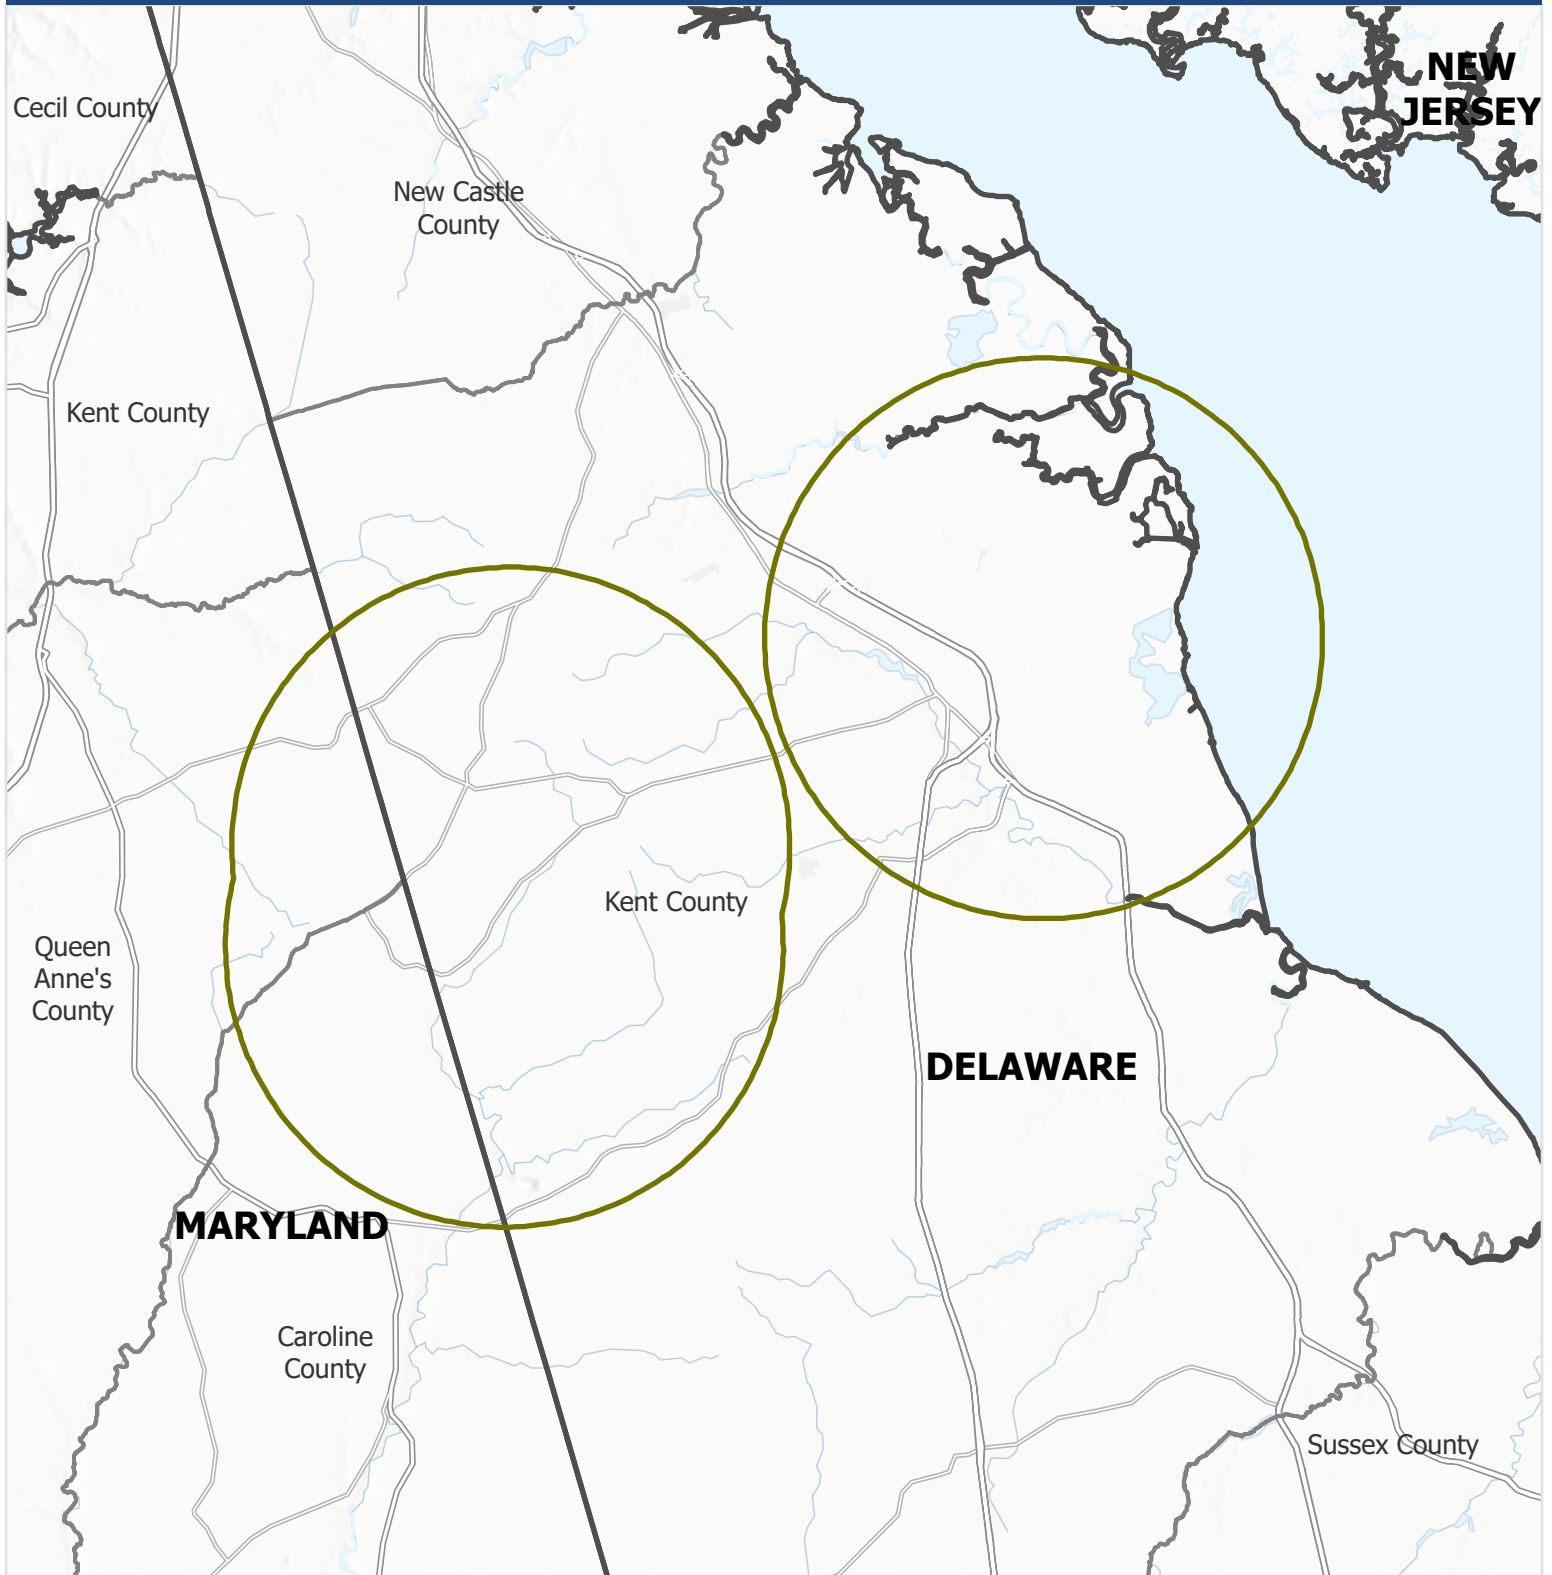 NEW
JERSEY
Cecil County
New Castle
County
Kent County
Kent County
Queen
Anne's
County
DELAWARE
MARYLAND
Caroline
County
Sussex County